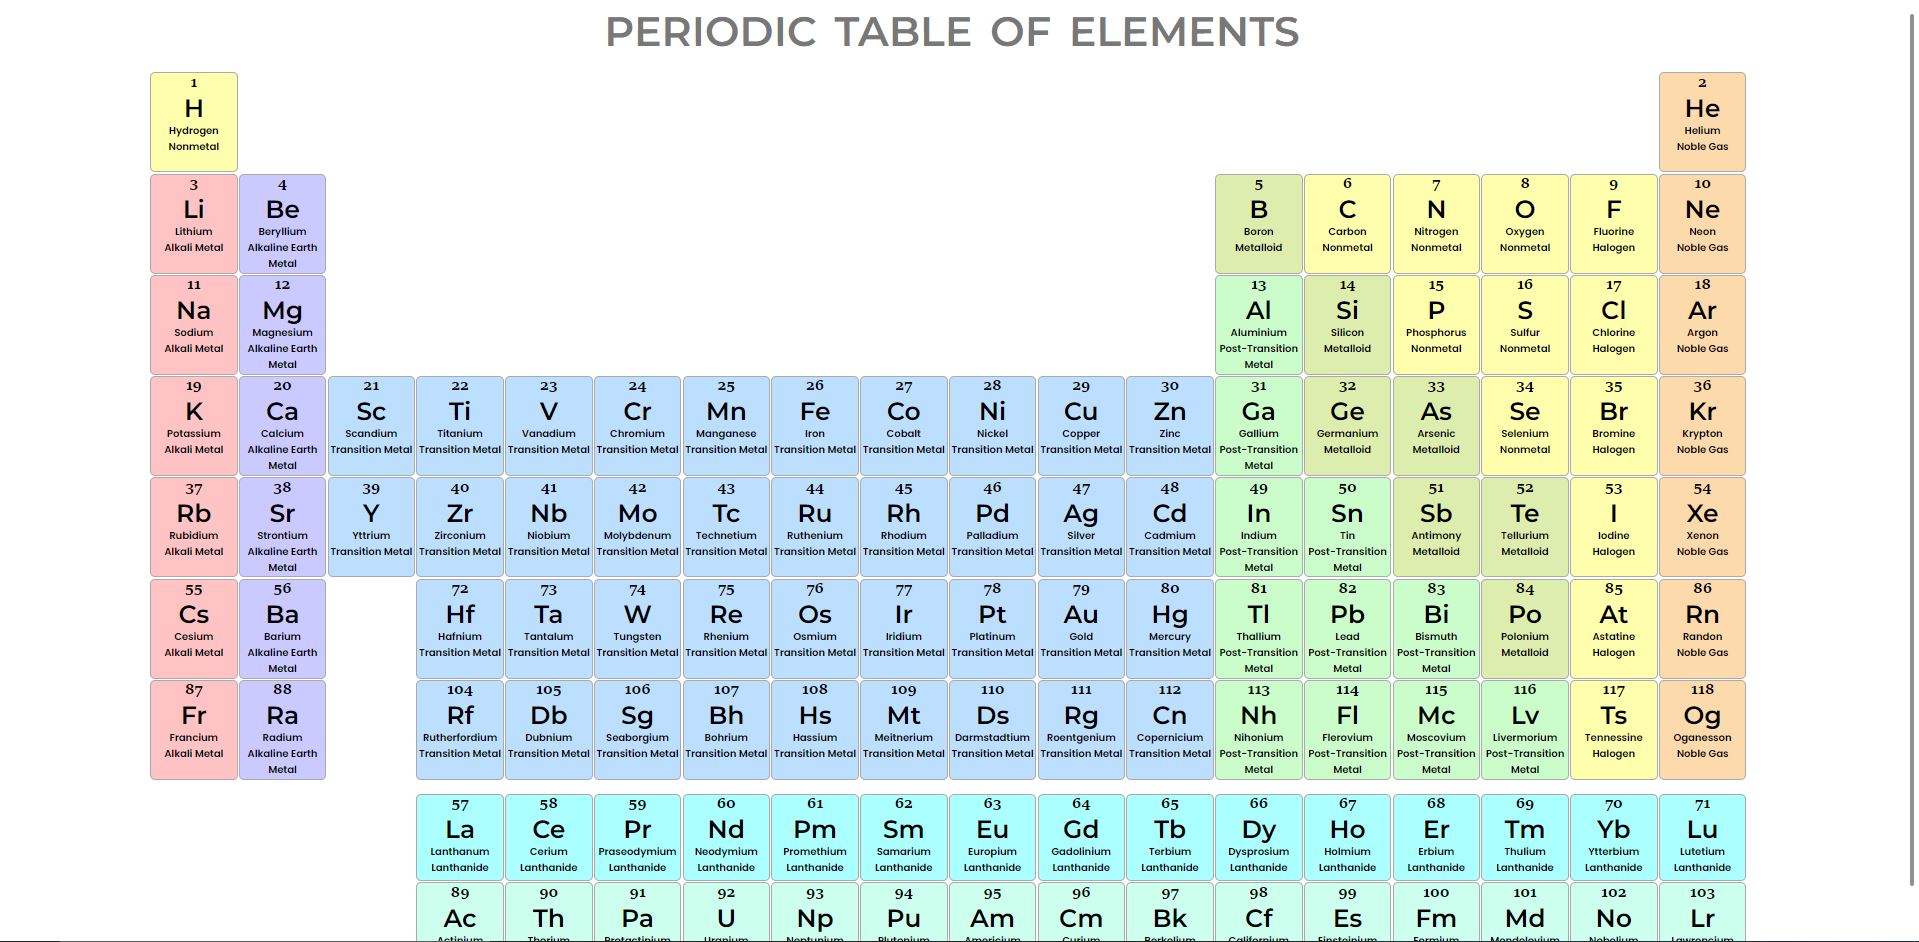 PERIODIC TABLE OF ELEMENTS
1
H
Hydrogen
Nonmetal
2
He
Helium
Noble Gas
3
Li
Lithium
Alkali Metal
4
Be
Beryllium
Alkaline Earth
Metal
5
B
Boron
Metalloid
6
C
Carbon
Nonmetal
7
N
Nitrogen
Nonmetal
8
O
Oxygen
Nonmetal
9
F
Fluorine
Halogen
10
Ne
Neon
Noble Gas
11
Na
Sodium
Alkali Metal
12
Mg
Magnesium
Alkaline Earth
Metal
13
Al
Aluminium
Post-Transition
Metal
14
Si
Silicon
Metalloid
15
P
Phosphorus
Nonmetal
16
S
Sulfur
Nonmetal
17
Cl
Chlorine
Halogen
18
Ar
Argon
Noble Gas
19
K
Potassium
Alkali Metal
20
Ca
Calcium
Alkaline Earth
Metal
21
Sc
Scandium
Transition Metal
22
Ti
Titanium
Transition Metal
23
V
Vanadium
Transition Metal
24
Cr
Chromium
Transition Metal
25
Mn
Manganese
Transition Metal
26
Fe
Iron
Transition Metal
27
Co
Cobalt
Transition Metal
28
Ni
Nickel
Transition Metal
29
Cu
Copper
Transition Metal
30
Zn
Zinc
Transition Metal
31
Ga
Gallium
Post-Transition
Metal
32
Ge
Germanium
Metalloid
33
As
Arsenic
Metalloid
34
Se
Selenium
Nonmetal
35
Br
Bromine
Halogen
36
Kr
Krypton
Noble Gas
37
Rb
Rubidium
Alkali Metal
38
Sr
Strontium
Alkaline Earth
Metal
39
Y
Yttrium
Transition Metal
40
Zr
Zirconium
Transition Metal
41
Nb
Niobium
Transition Metal
42
Mo
Molybdenum
Transition Metal
43
Tc
Technetium
Transition Metal
44
Ru
Ruthenium
Transition Metal
45
Rh
Rhodium
Transition Metal
46
Pd
Palladium
Transition Metal
47
Ag
Silver
Transition Metal
48
Cd
Cadmium
Transition Metal
49
In
Indium
Post-Transition
Metal
50
Sn
Tin
Post-Transition
Metal
51
Sb
Antimony
Metalloid
52
Te
Tellurium
Metalloid
53
I
Iodine
Halogen
54
Xe
Xenon
Noble Gas
55
Cs
Cesium
Alkali Metal
56
Ba
Barium
Alkaline Earth
Metal
72
Hf
Hafnium
Transition Metal
73
Ta
Tantalum
Transition Metal
74
W
Tungsten
Transition Metal
75
Re
Rhenium
Transition Metal
76
Os
Osmium
Transition Metal
77
Ir
Iridium
Transition Metal
78
Pt
Platinum
Transition Metal
79
Au
Gold
Transition Metal
80
Hg
Mercury
Transition Metal
81
Tl
Thallium
Post-Transition
Metal
82
Pb
Lead
Post-Transition
Metal
83
Bi
Bismuth
Post-Transition
Metal
84
Po
Polonium
Metalloid
85
At
Astatine
Halogen
86
Rn
Randon
Noble Gas
87
Fr
Francium
Alkali Metal
88
Ra
Radium
Alkaline Earth
Metal
104
Rf
Rutherfordium
Transition Metal
105
Db
Dubnium
Transition Metal
106
Sg
Seaborgium
Transition Metal
107
Bh
Bohrium
Transition Metal
108
Hs
Hassium
Transition Metal
109
Mt
Meitnerium
Transition Metal
110
Ds
Darmstadtium
Transition Metal
111
Rg
Roentgenium
Transition Metal
112
Cn
Copernicium
Transition Metal
113
Nh
Nihonium
Post-Transition
Metal
114
Fl
Flerovium
Post-Transition
Metal
115
Mc
Moscovium
Post-Transition
Metal
116
Lv
Livmorium
Post-Transition
Metal
117
Ts
Tennessine
Halogen
118
Og
Oganesson
Noble Gas
57
La
Lanthanum
Lanthanide
58
Ce
Cerium
Lanthanide
59
Pr
Praseodymium
Lanthanide
60
Nd
Neodymium
Lanthanide
61
Pm
Promethium
Lanthanide
62
Sm
Samarium
Lanthanide
63
Eu
Europium
Lanthanide
64
Gd
Gadolinium
Lanthanide
65
Tb
Terbium
Lanthanide
66
Dy
Dysprosium
Lanthanide
67
Ho
Holmium
Lanthanide
68
Er
Erbium
Lanthanide
69
Tm
Thulium
Lanthanide
70
Yb
Ytterbium
Lanthanide
71
Lu
Lutetium
Lanthanide
89
Ac
Actinium
90
Th
Thorium
91
Pa
Protactinium
92
U
Uranium
93
Np
Neptunium
94
Pu
Plutonium
95
Am
Americium
96
Cm
Curium
97
Bk
Berkelium
98
Cf
Californium
99
Es
Einsteinium
100
Fm
Fermium
101
Md
Mendelevium
102
No
Nobelium
103
Lr
Lawrencium